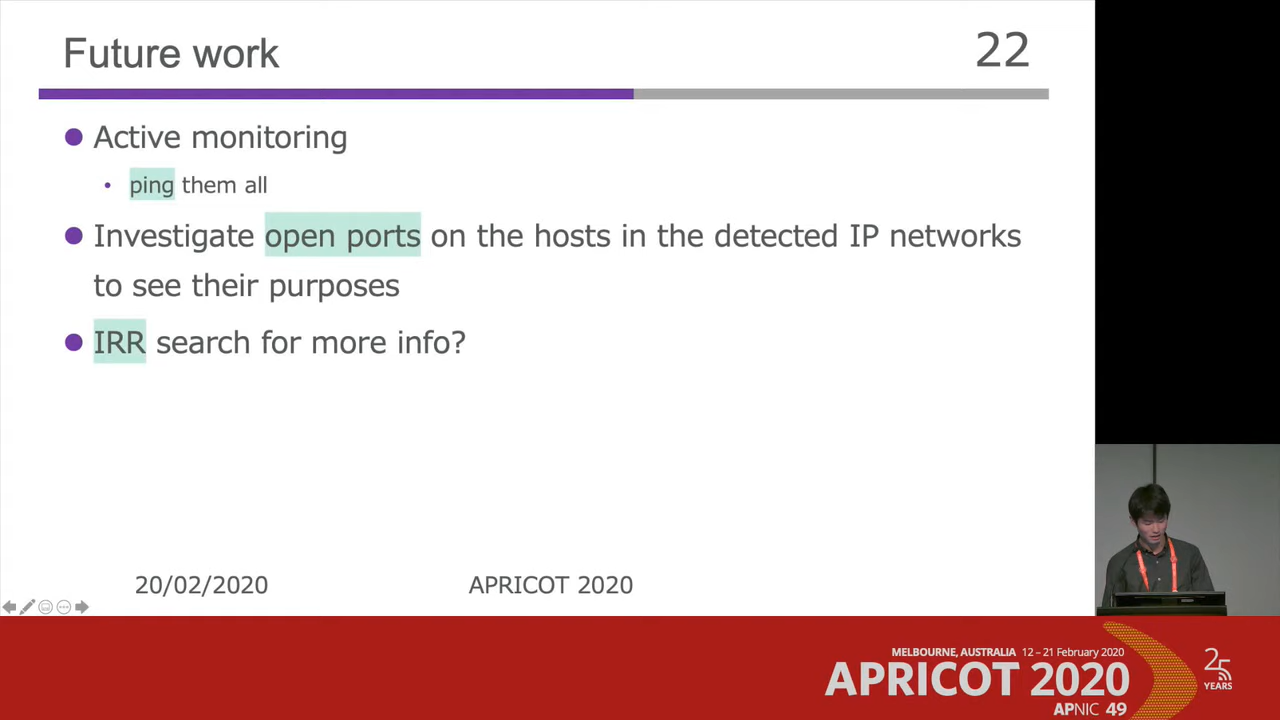 Future work
22
Active monitoring
ping them all
Investigate open ports on the hosts in the detected IP networks
to see their purposes
IRR search for more info?
20/02/2020
APRICOT 2020
MELBOURNE, AUSTRALIA 12 – 21 February 2020
APRICOT 2020
APNIC 49
25
YEARS